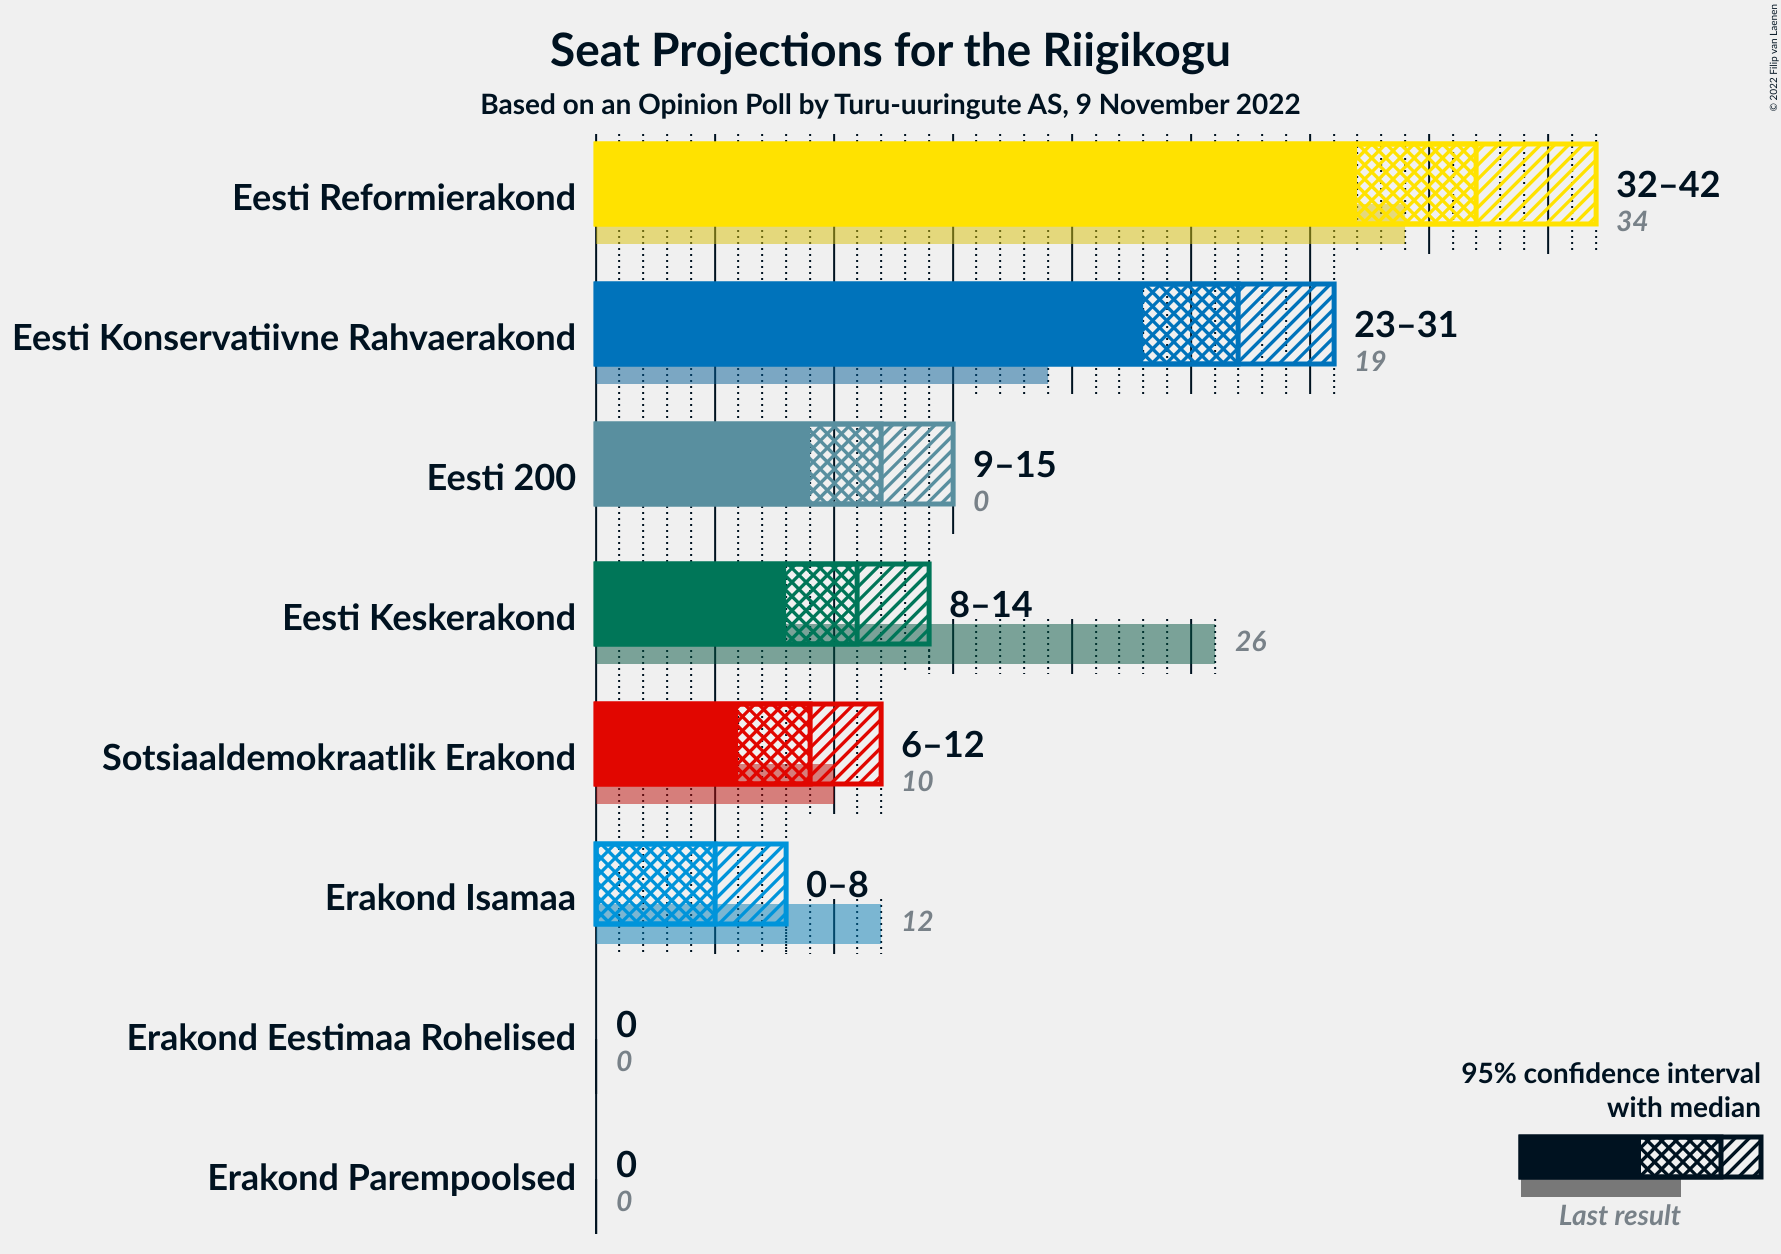 Seat Projections for the Riigikogu
Based on an Opinion Poll by Turu-uuringute AS, 9 November 2022
© 2022 Filip van Laenen
Eesti Reformierakond
32–42
34
Eesti Konservatiivne Rahvaerakond
23–31
19
Eesti 200
9–15
0
Eesti Keskerakond
8–14
26
Sotsiaaldemokraatlik Erakond
6–12
10
Erakond Isamaa
0–8
12
Erakond Eestimaa Rohelised
0
0
Erakond Parempoolsed
0
0
95% confidence interval
with median
Last result